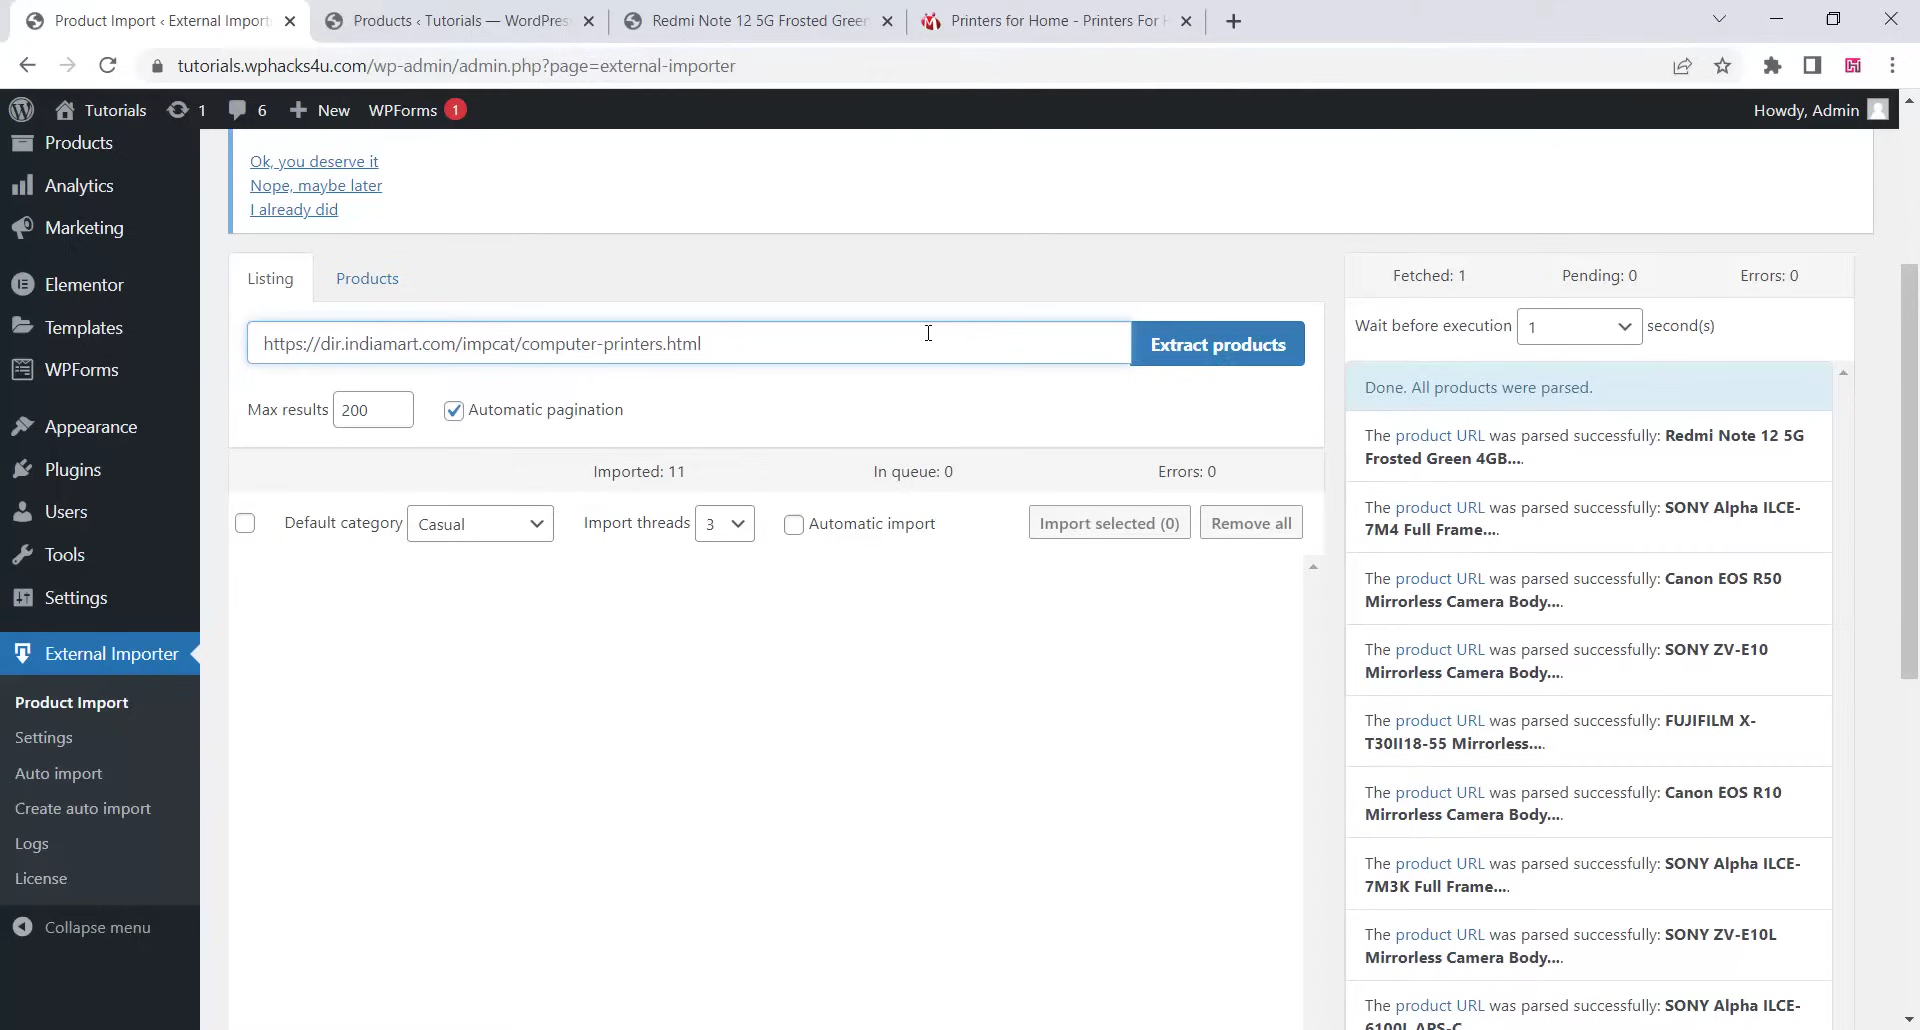 Product Import ‹ External Import
Products ‹ Tutorials — WordPress
Redmi Note 12 5G Frosted Green
Printers for Home - Printers For H
tutorials.wphacks4u.com/wp-admin/admin.php?page=external-importer
Tutorials
1
6
New
WPForms
1
Howdy, Admin
Products
Analytics
Marketing
Elementor
Templates
WPForms
Appearance
Plugins
Users
Tools
Settings
External Importer
Product Import
Settings
Auto import
Create auto import
Logs
License
Collapse menu
Ok, you deserve it
Nope, maybe later
I already did
Listing
Products
https://dir.indiamart.com/impcat/computer-printers.html
Extract products
Max results 200
Automatic pagination
Imported: 11
In queue: 0
Errors: 0
Default category Casual
Import threads 3
Automatic import
Import selected (0)
Remove all
Fetched: 1
Pending: 0
Errors: 0
Wait before execution 1 second(s)
Done. All products were parsed.
The product URL was parsed successfully: Redmi Note 12 5G
Frosted Green 4GB....
The product URL was parsed successfully: SONY Alpha ILCE-
7M4 Full Frame....
The product URL was parsed successfully: Canon EOS R50
Mirrorless Camera Body....
The product URL was parsed successfully: SONY ZV-E10
Mirrorless Camera Body....
The product URL was parsed successfully: FUJIFILM X-
T30II18-55 Mirrorless....
The product URL was parsed successfully: Canon EOS R10
Mirrorless Camera Body....
The product URL was parsed successfully: SONY Alpha ILCE-
7M3K Full Frame....
The product URL was parsed successfully: SONY ZV-E10L
Mirrorless Camera Body....
The product URL was parsed successfully: SONY Alpha ILCE-
6100L APS-C